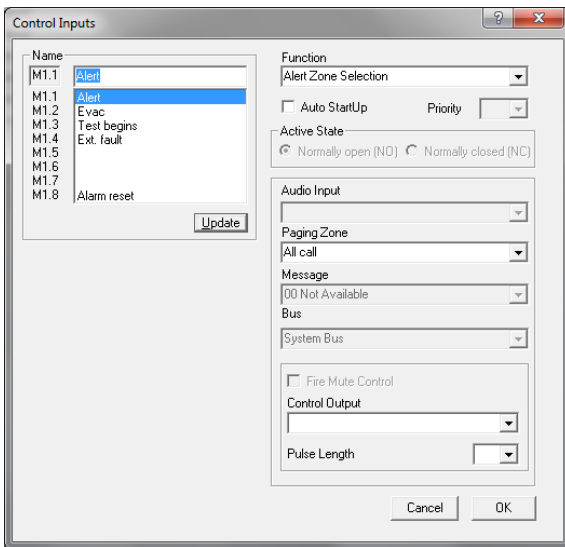 Control Inputs
Name
M1.1 Alert
M1.1 Alert
M1.2 Evac
M1.3 Test begins
M1.4 Ext. fault
M1.5
M1.6
M1.7
M1.8 Alarm reset
Update
Function
Alert Zone Selection
Auto StartUp Priority
Active State
Normally open (NO) Normally closed (NC)
Audio Input
Paging Zone
All call
Message
00 Not Available
Bus
System Bus
Fire Mute Control
Control Output
Pulse Length
Cancel OK